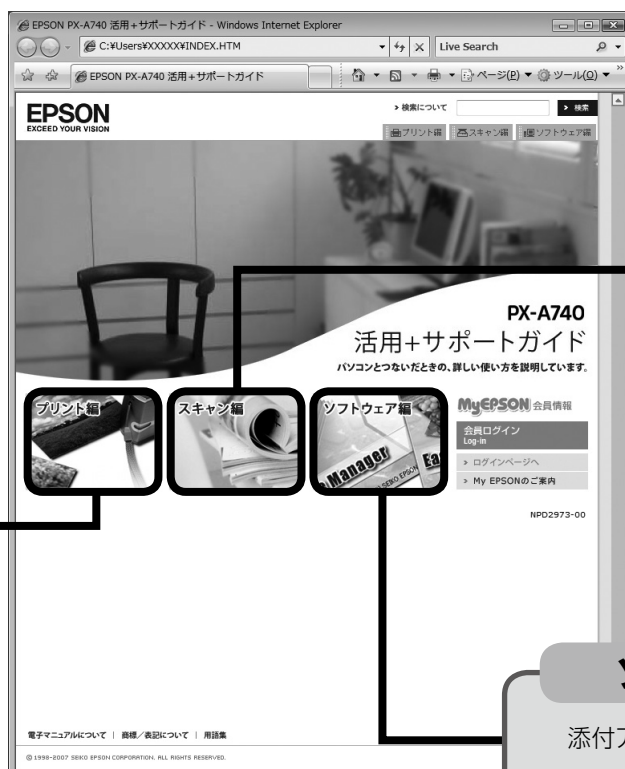 EPSON PX-A740 活用+サポートガイド - Windows Internet Explorer
C:¥Users¥XXXXX¥INDEX.HTM
Live Search
EPSON PX-A740 活用+サポートガイド
ページ(P) ▼ ツール(O) ▼ »
EPSON
EXCEED YOUR VISION
> 検索について
> 検索
プリント編 スキャン編 ソフトウェア編
PX-A740
活用+サポートガイド
パソコンとつないだときの、詳しい使い方を説明しています。
プリント編
スキャン編
ソフトウェア編
Manager
SEIKO EPSON
MyEPSON 会員情報
会員ログイン
Log-in
> ログインページへ
> My EPSONのご案内
NPD2973-00
添付
電子マニュアルについて | 商標/表記について | 用語集
© 1998-2007 SEIKO EPSON CORPORATION. ALL RIGHTS RESERVED.